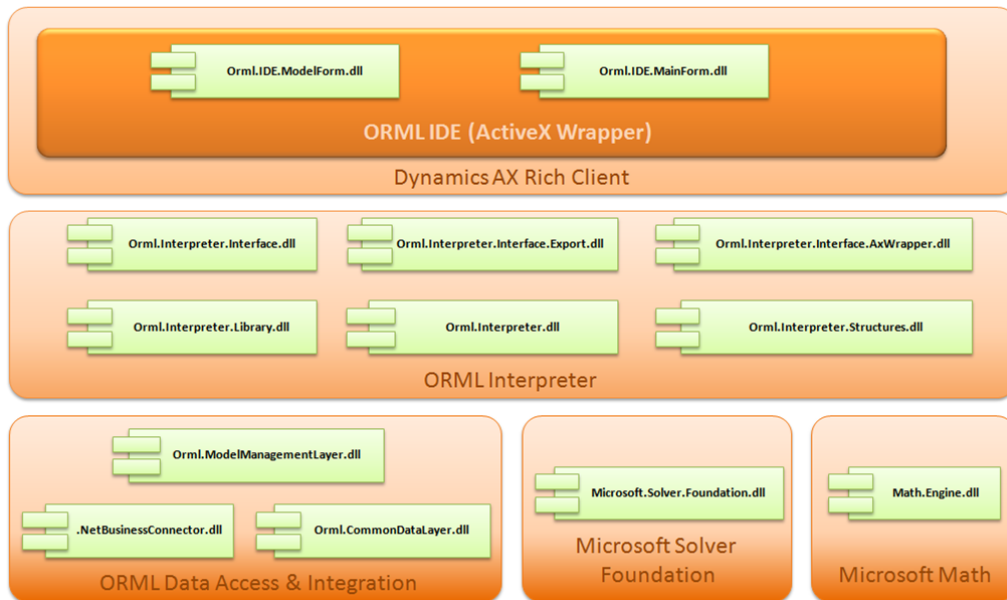 Orml.IDE.ModelForm.dll
Orml.IDE.MainForm.dll
ORML IDE (ActiveX Wrapper)
Dynamics AX Rich Client
Orml.Interpreter.Interface.dll
Orml.Interpreter.Interface.Export.dll
Orml.Interpreter.Interface.AxWrapper.dll
Orml.Interpreter.Library.dll
Orml.Interpreter.dll
Orml.Interpreter.Structures.dll
ORML Interpreter
Orml.ModelManagementLayer.dll
.NetBusinessConnector.dll
Orml.CommonDataLayer.dll
ORML Data Access & Integration
Microsoft.Solver.Foundation.dll
Microsoft Solver
Foundation
Math.Engine.dll
Microsoft Math